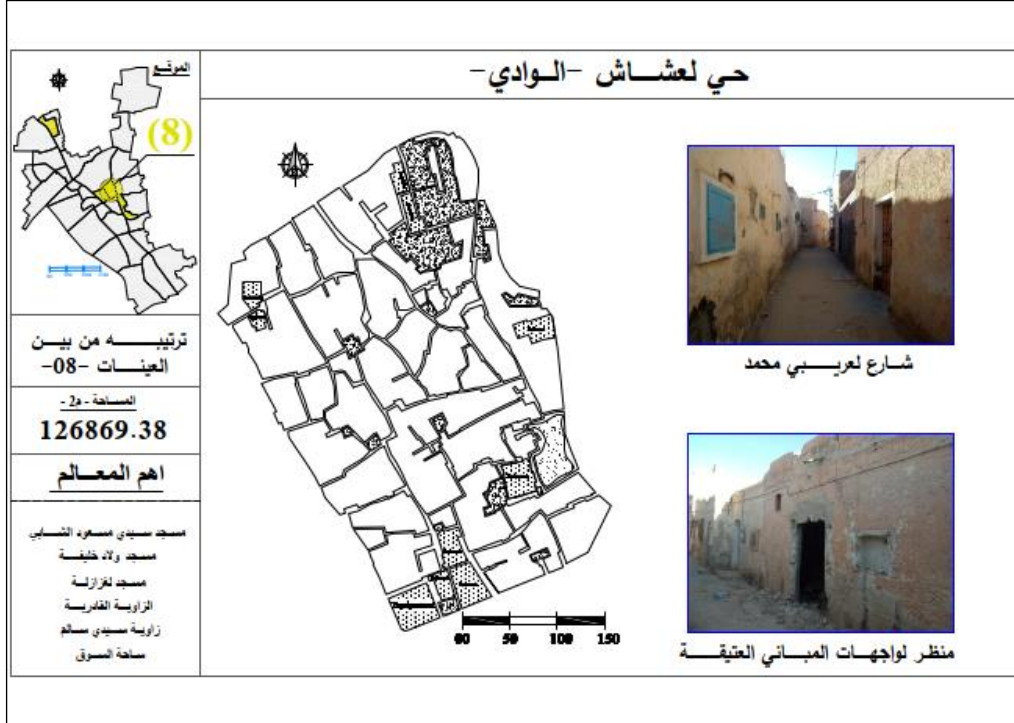 حي لعشاش -الوادي-
الموقع
(8)
ترتيبه من بين
العينات -08-
المساحة - م2 -
126869.38
اهم المعالم
مسجد سيدي مسعود الشابي
مسجد ولاد خليفة
مسجد لغزازلة
الزاوية القادرية
زاوية سيدي سالم
ساحة السوق
شارع لعريبي محمد
منظر لواجهات المباني العتيقة
00 50 100 150